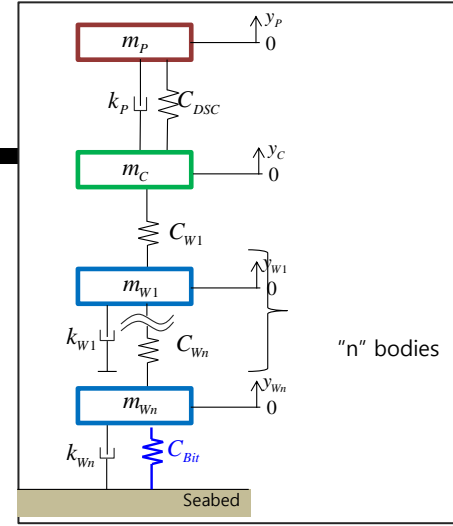 y_P
m_P
0
k_P
C_DSC
y_C
m_C
0
C_W1
y_W1
m_W1
0
k_W1
C_Wn
"n" bodies
y_Wn
m_Wn
0
k_Wn
C_Bit
Seabed